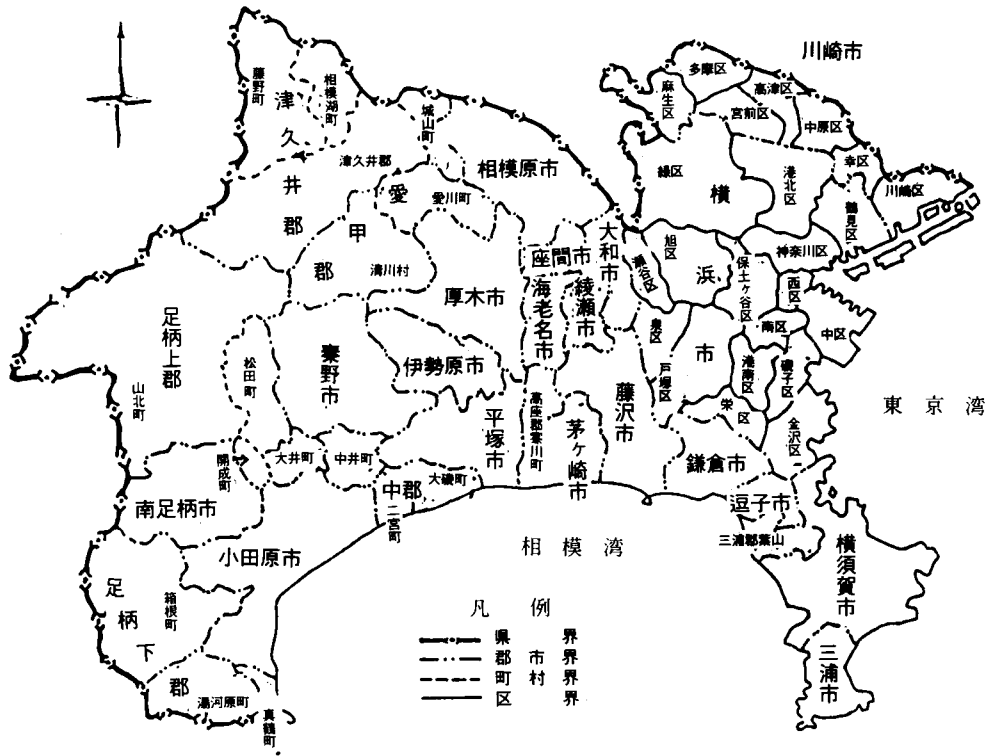 川崎市
多摩区
麻生区
高津区
宮前区
中原区
幸区
川嶋区
藤野町
相模湖町
津久井郡
城山町
津久井郡
相模原市
愛甲郡
愛川町
清川村
緑区
港北区
鶴見区
横浜市
旭区
瀬谷区
神奈川区
保土ヶ谷区
西区
中区
南区
泉区
戸塚区
港南区
磯子区
栄区
金沢区
大和市
座間市
綾瀬市
海老名市
厚木市
足柄上郡
山北町
松田町
秦野市
伊勢原市
平塚市
高座郡葉川町
茅ヶ崎市
藤沢市
鎌倉市
東京湾
開成町
大井町
中井町
中郡
大磯町
二宮町
南足柄市
小田原市
逗子市
三浦郡葉山
横須賀市
三浦市
相模湾
足柄下郡
箱根町
湯河原町
真鶴町
凡例
県界
郡市界
町村界
区界